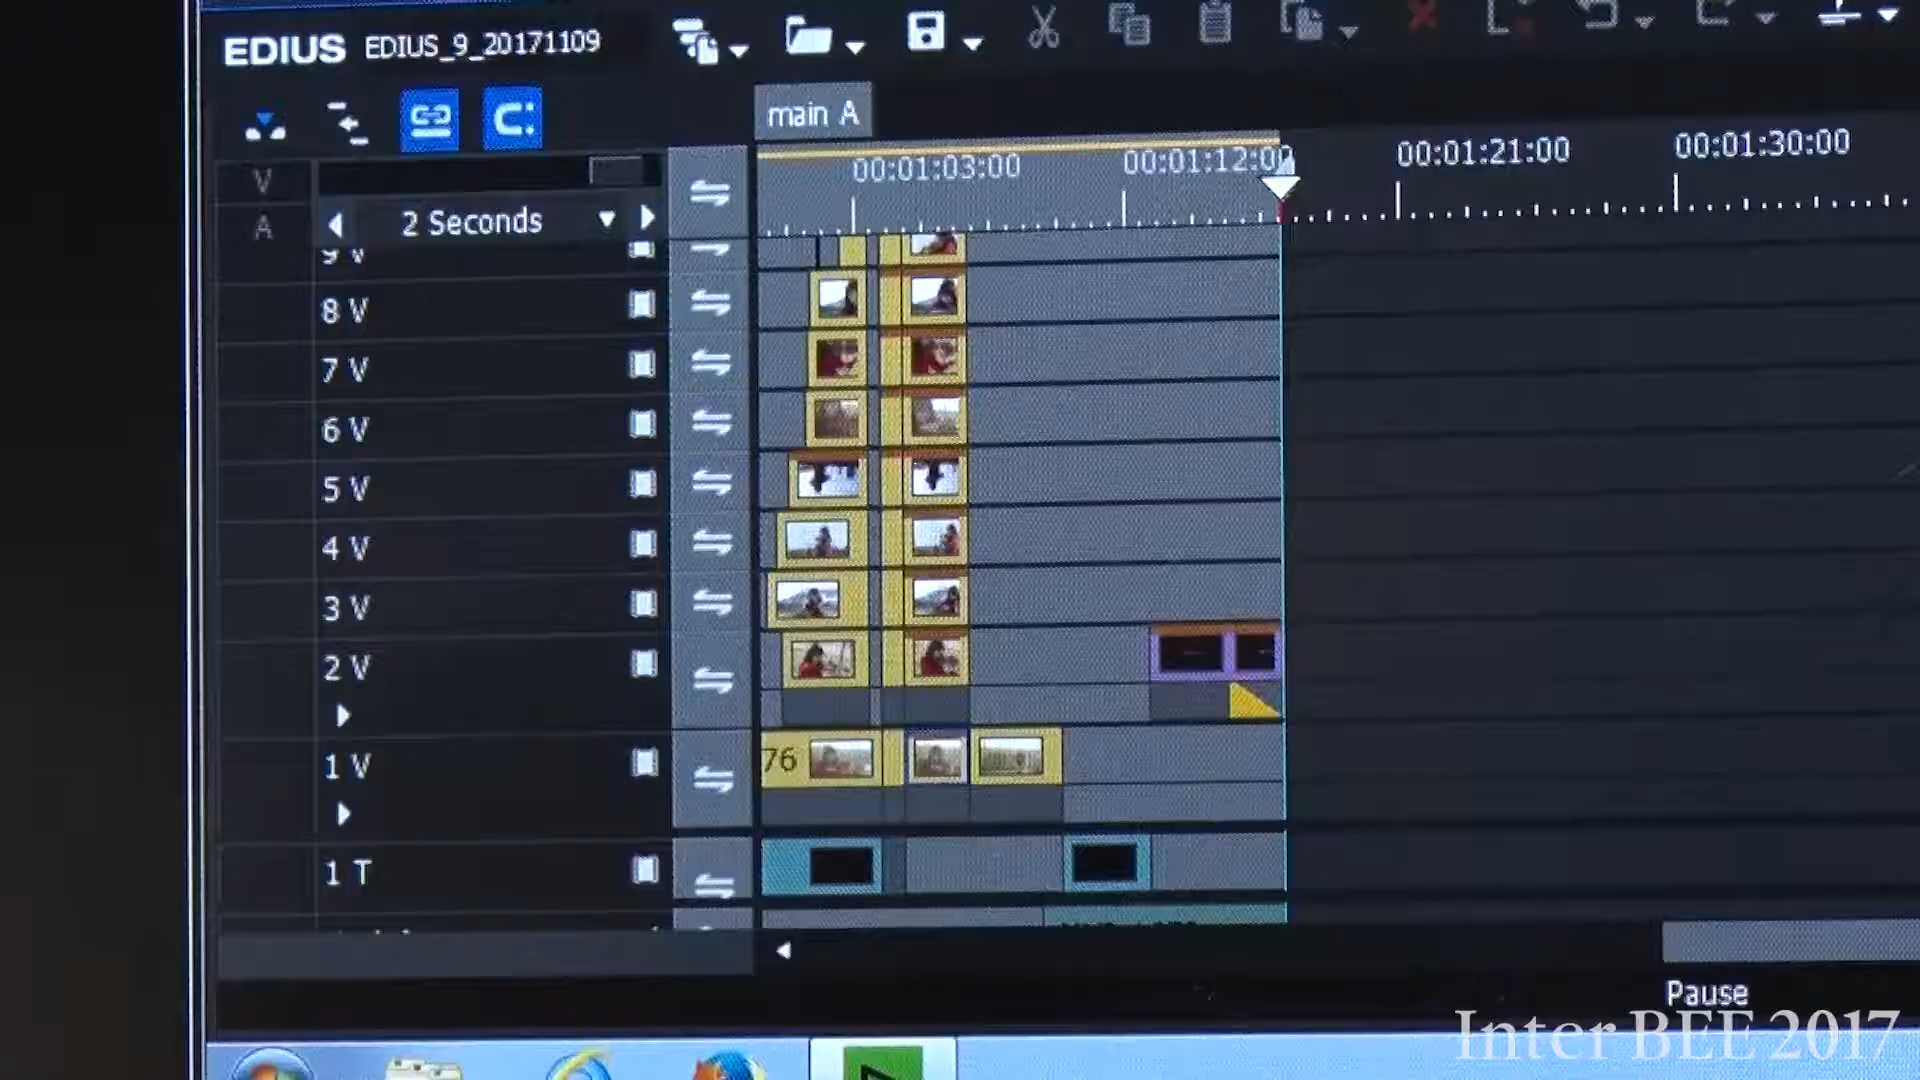 EDIUS EDIUS_9_20171109
main A
00:01:03:00 00:01:12:00 00:01:21:00 00:01:30:00
V
A
2 Seconds
9 V
8 V
7 V
6 V
5 V
4 V
3 V
2 V
1 V
76
1 T
Pause
Inter BEE 2017